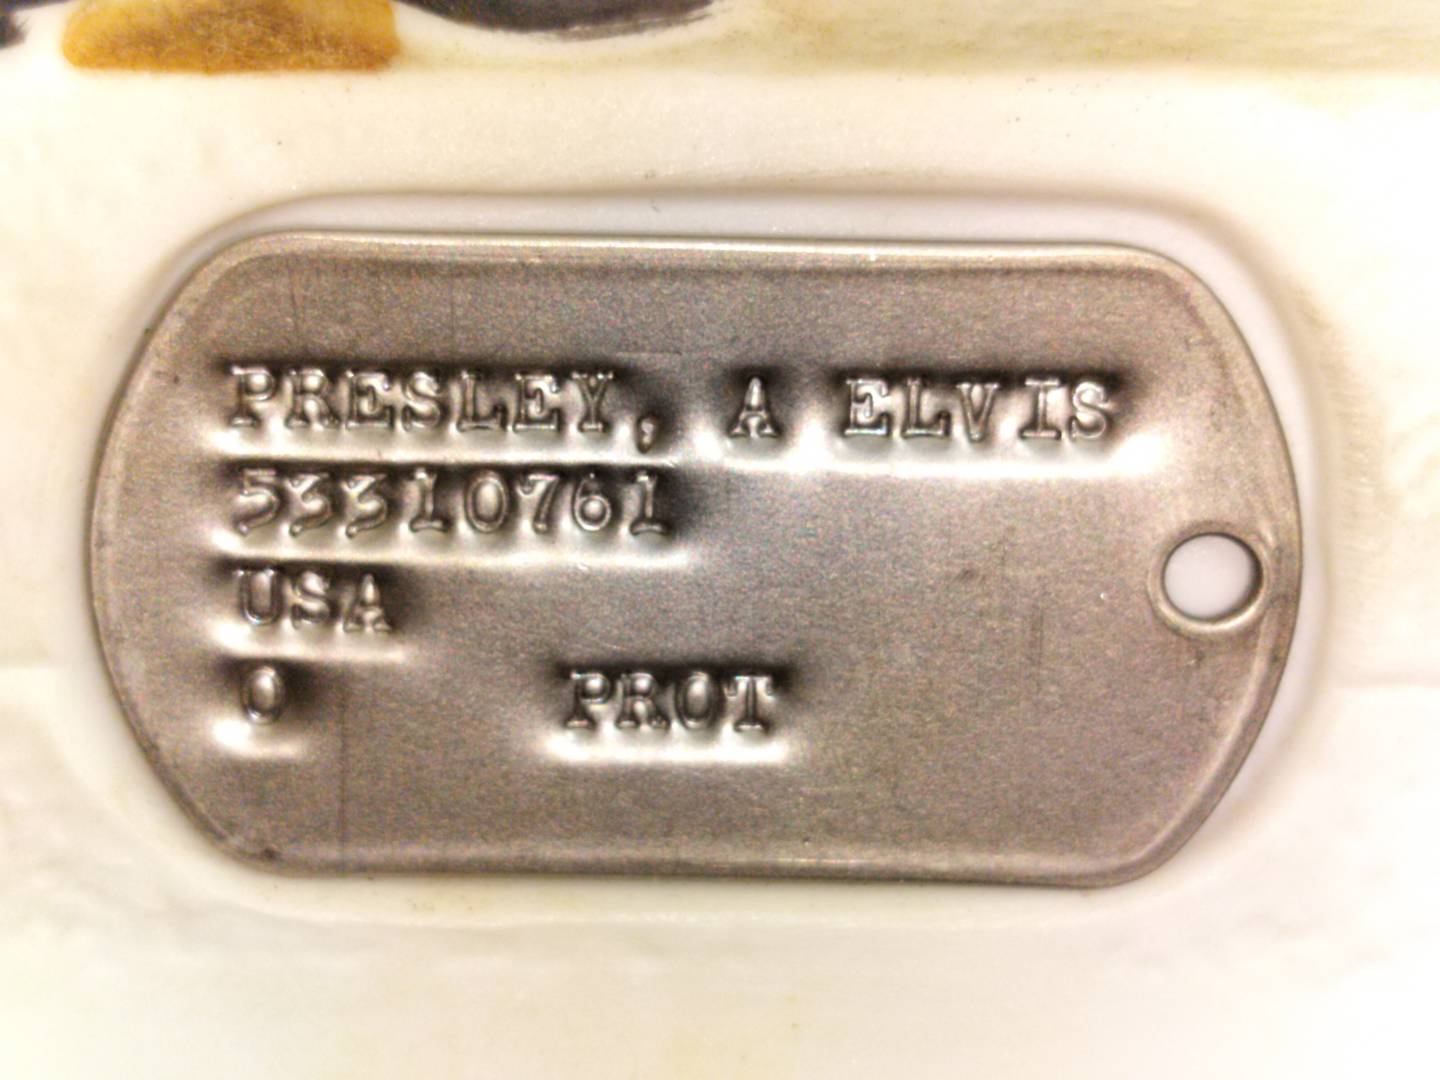 PRESLEY, A ELVIS
53310761
USA
O PROT